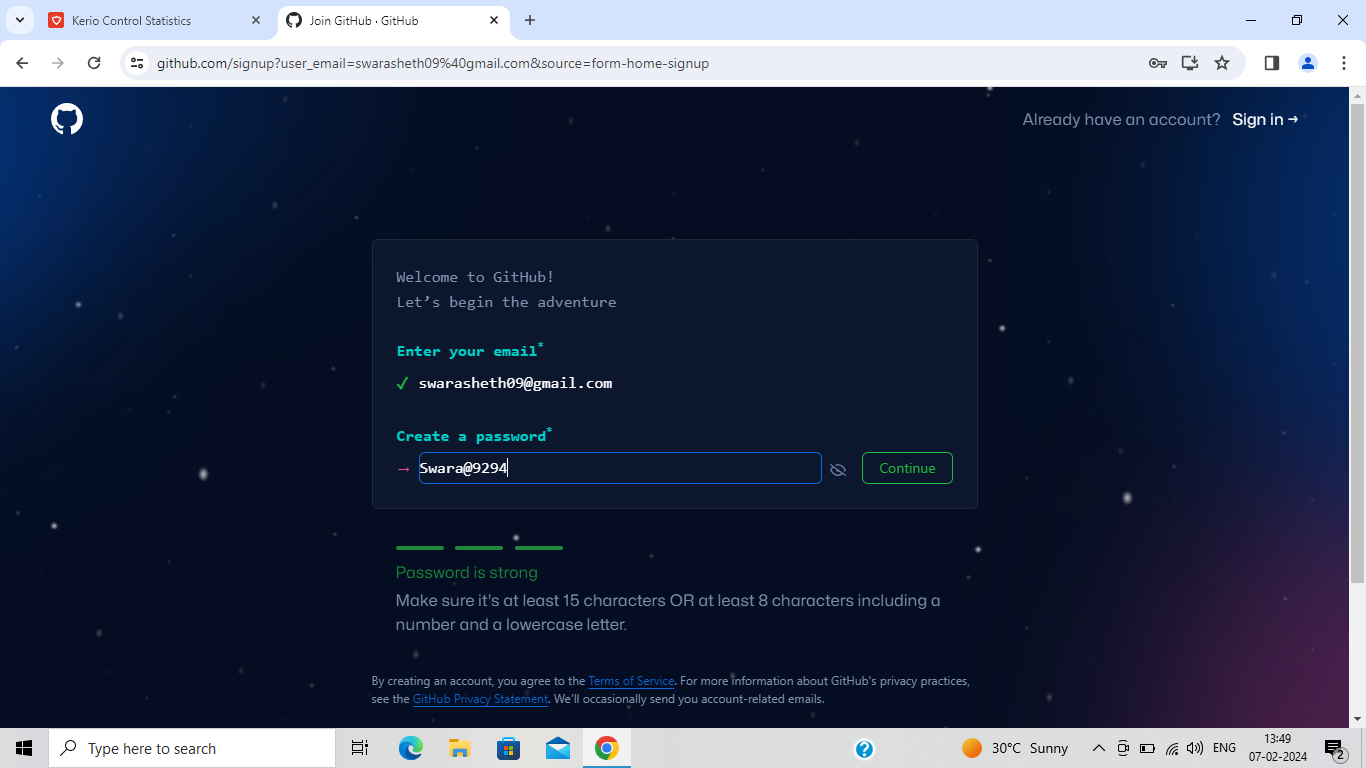 Kerio Control Statistics
Join GitHub · GitHub
github.com/signup?user_email=swarasheth09%40gmail.com&source=form-home-signup
Already have an account? Sign in →
Welcome to GitHub!
Let’s begin the adventure
Enter your email*
✓ swarasheth09@gmail.com
Create a password*
→ Swara@9294
Continue
Password is strong
Make sure it's at least 15 characters OR at least 8 characters including a
number and a lowercase letter.
By creating an account, you agree to the Terms of Service. For more information about GitHub's privacy practices,
see the GitHub Privacy Statement. We'll occasionally send you account-related emails.
Type here to search
30°C Sunny
ENG
13:49
07-02-2024
2